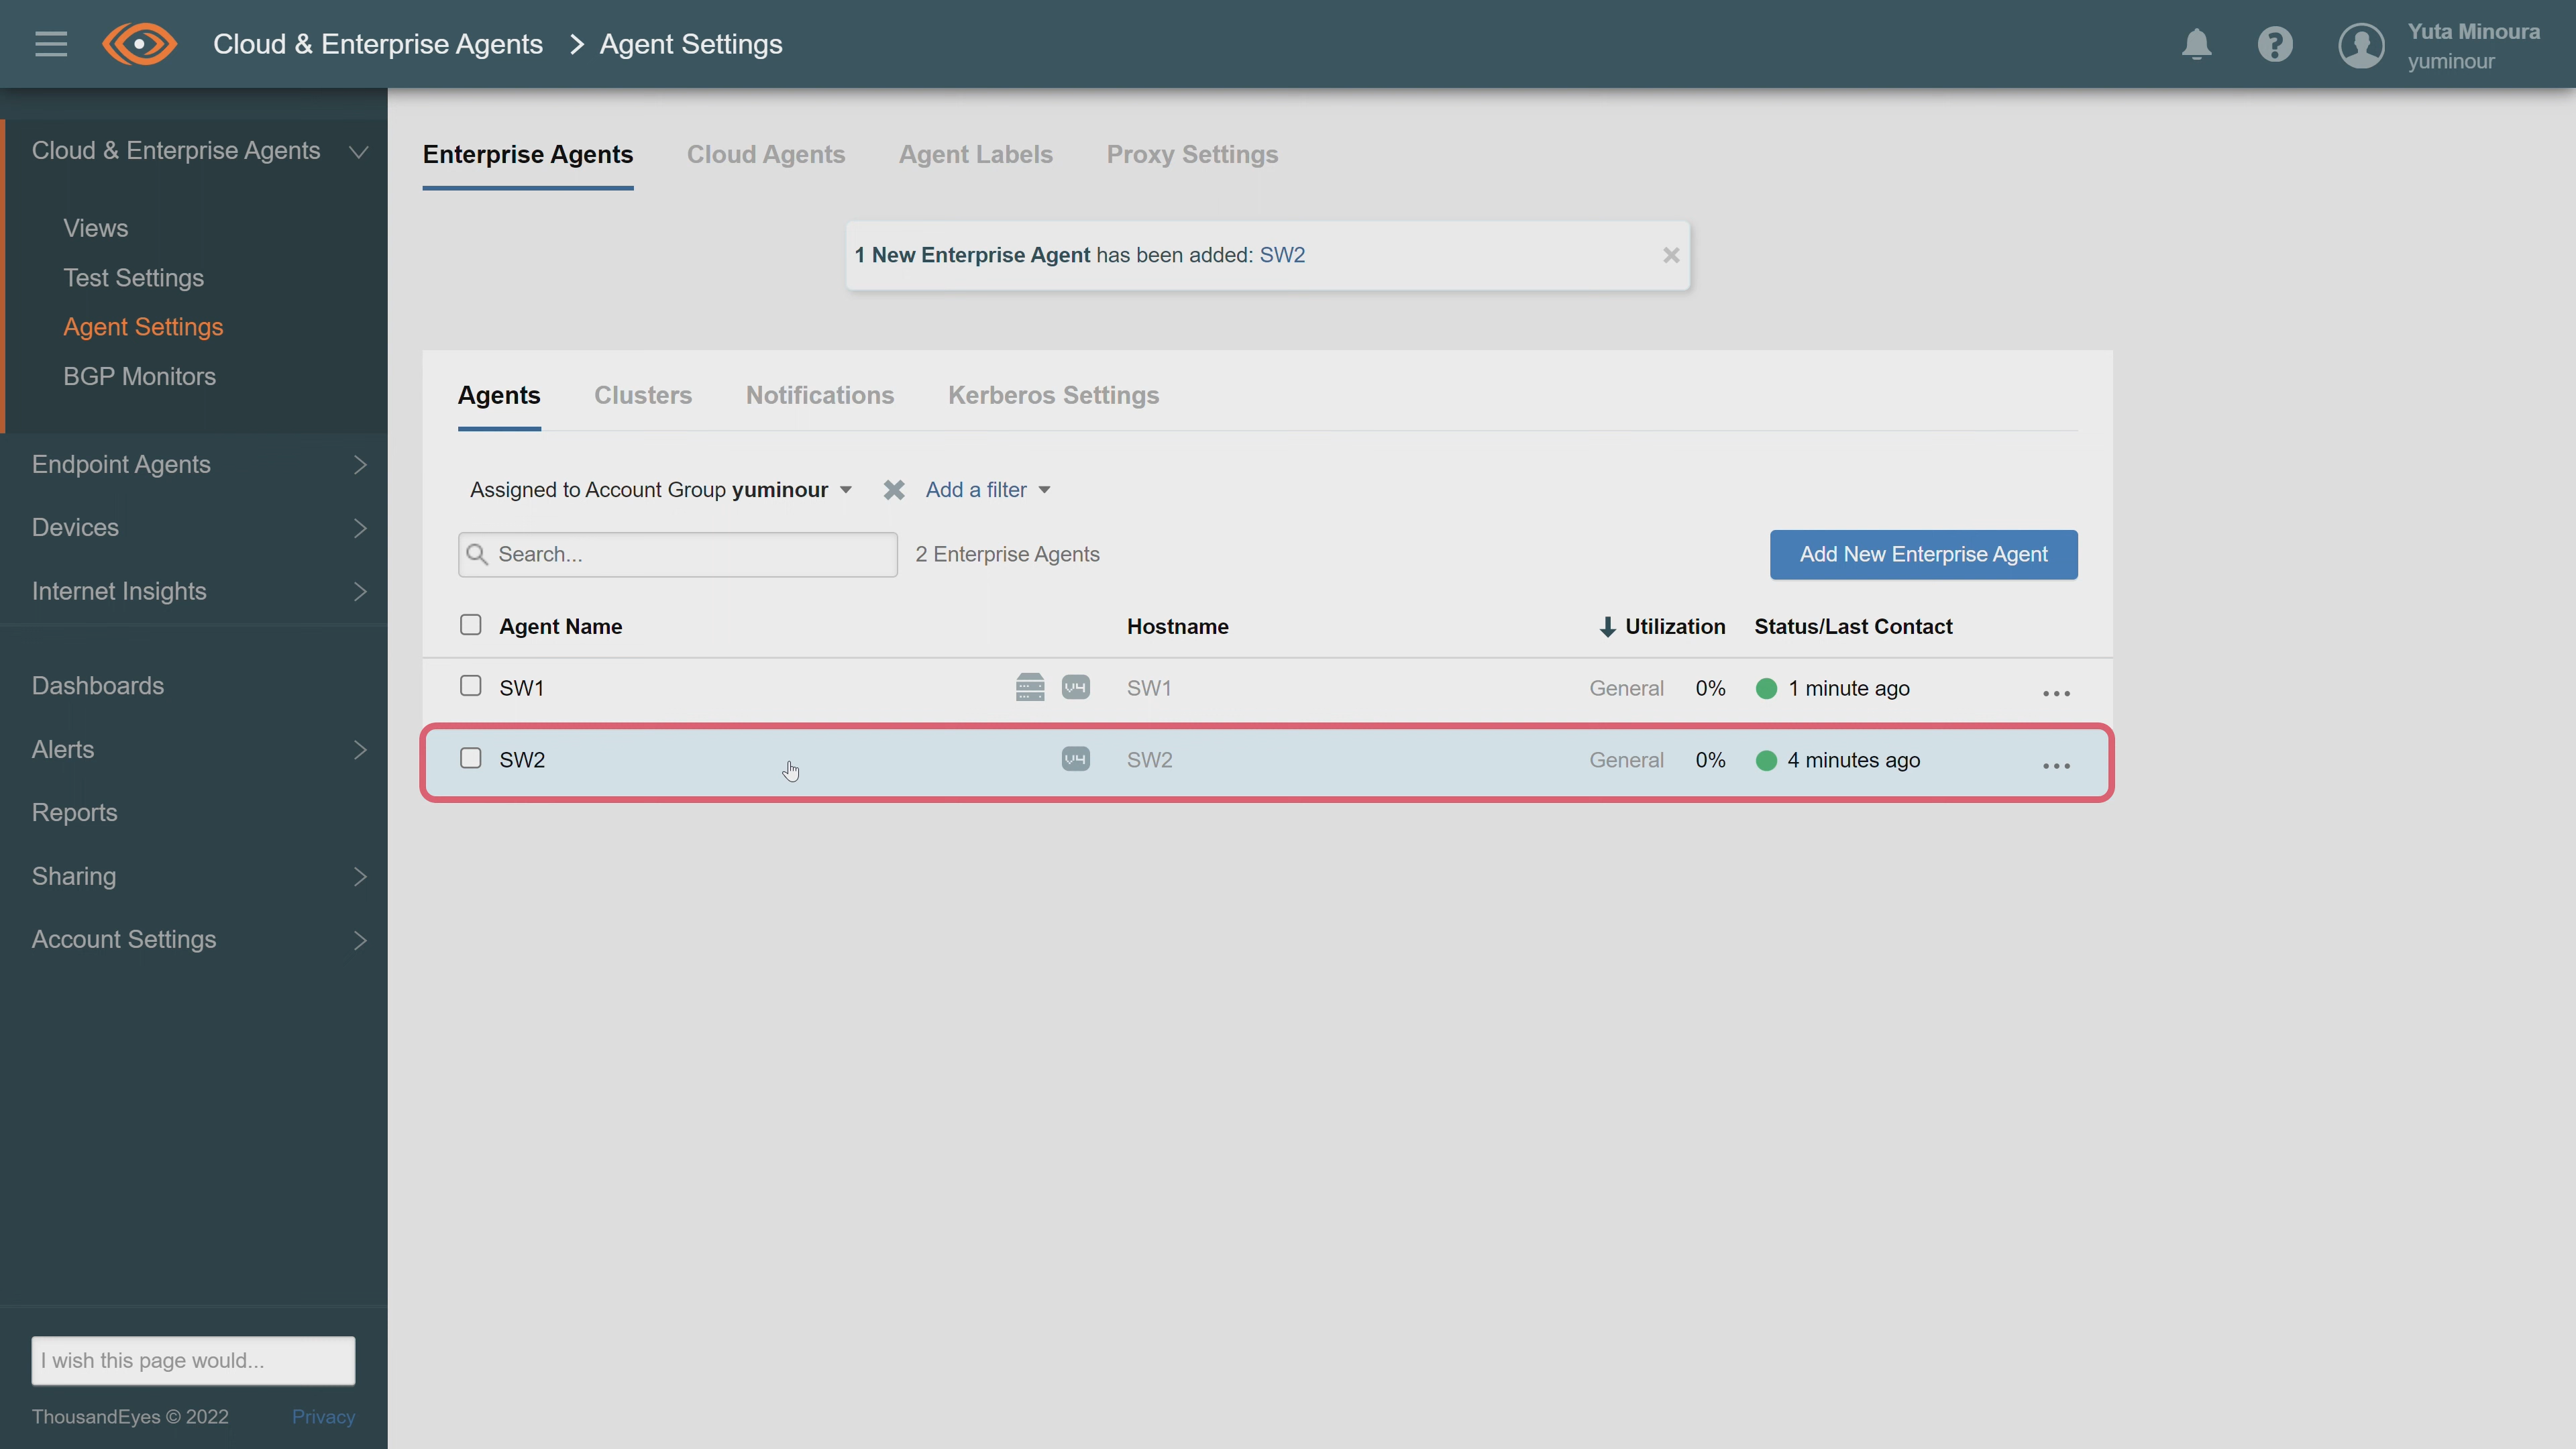 Cloud & Enterprise Agents > Agent Settings
?
Yuta Minoura
yuminour
Cloud & Enterprise Agents
Views
Test Settings
Agent Settings
BGP Monitors
Endpoint Agents
Devices
Internet Insights
Dashboards
Alerts
Reports
Sharing
Account Settings
I wish this page would...
ThousandEyes © 2022 Privacy
Enterprise Agents Cloud Agents Agent Labels Proxy Settings
1 New Enterprise Agent has been added: SW2
Agents Clusters Notifications Kerberos Settings
Assigned to Account Group yuminour Add a filter
Search... 2 Enterprise Agents Add New Enterprise Agent
Agent Name Hostname Utilization Status/Last Contact
SW1 V4 SW1 General 0% 1 minute ago ...
SW2 V4 SW2 General 0% 4 minutes ago ...